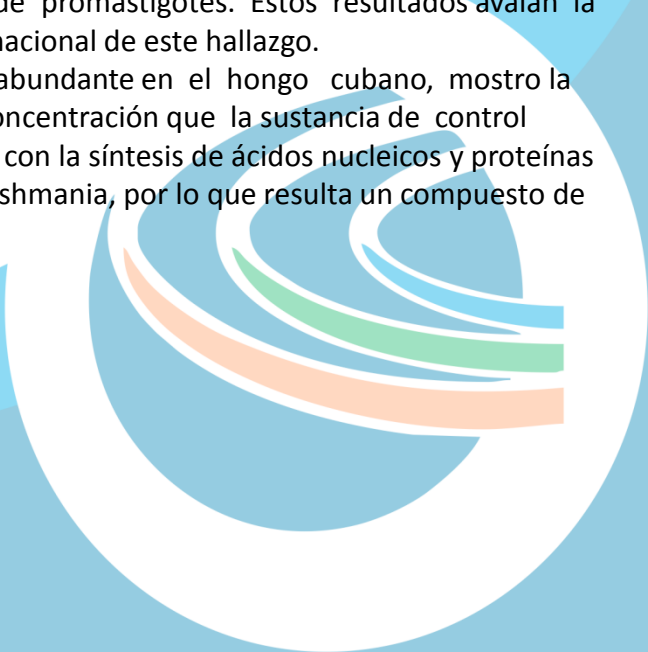 de promastigotes. Estos resultados avalan la
nacional de este hallazgo.
abundante en el hongo cubano, mostro la
oncentración que la sustancia de control
con la síntesis de ácidos nucleicos y proteínas
shmania, por lo que resulta un compuesto de